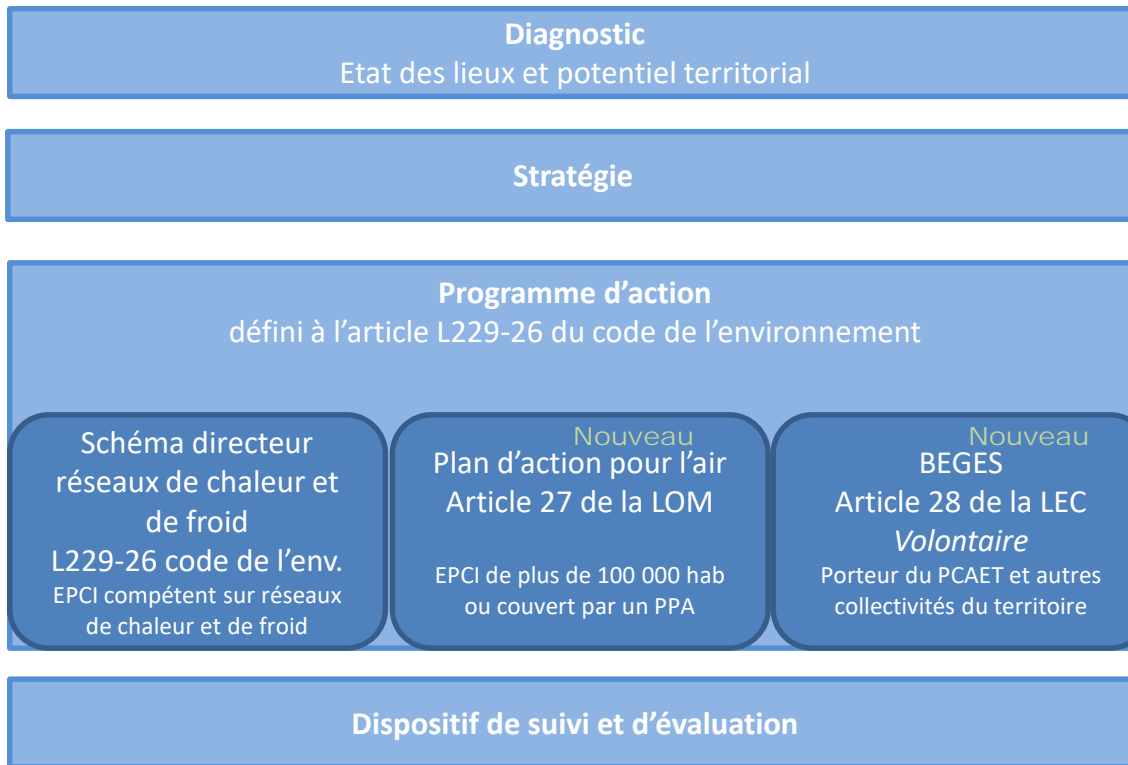 Diagnostic
Etat des lieux et potentiel territorial
Stratégie
Programme d’action
défini à l’article L229-26 du code de l’environnement
Schéma directeur
réseaux de chaleur et
de froid
L229-26 code de l’env.
EPCI compétent sur réseaux
de chaleur et de froid
Nouveau
Plan d’action pour l’air
Article 27 de la LOM
EPCI de plus de 100 000 hab
ou couvert par un PPA
Nouveau
BEGES
Article 28 de la LEC
Volontaire
Porteur du PCAET et autres
collectivités du territoire
Dispositif de suivi et d’évaluation